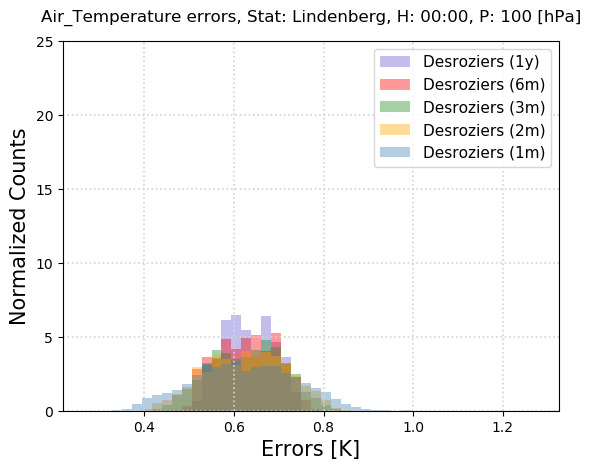 Air_Temperature errors, Stat: Lindenberg, H: 00:00, P: 100 [hPa]
25
20
15
10
5
0
Normalized Counts
Desroziers (1y)
Desroziers (6m)
Desroziers (3m)
Desroziers (2m)
Desroziers (1m)
0.4 0.6 0.8 1.0 1.2
Errors [K]